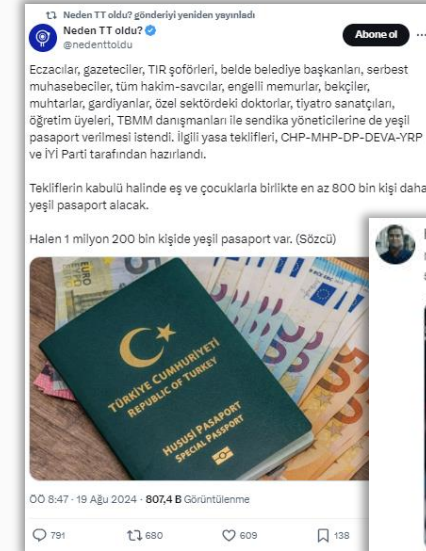 Neden TT oldu? gönderiyi yeniden yayınladı
Neden TT oldu?
@nedenttoldu
Abone ol
Eczacılar, gazeteciler, TIR şoförleri, belde belediye başkanları, serbest
muhasebeciler, tüm hakim-savcılar, engelli memurlar, bekçiler,
muhtarlar, gardiyanlar, özel sektördeki doktorlar, tiyatro sanatçıları,
öğretim üyeleri, TBMM danışmanları ile sendika yöneticilerine de yeşil
pasaport verilmesi istendi. İlgili yasa teklifleri, CHP-MHP-DP-DEVA-YRP
ve İYİ Parti tarafından hazırlandı.
Tekliflerin kabulü halinde eş ve çocuklarla birlikte en az 800 bin kişi daha
yeşil pasaport alacak.
Halen 1 milyon 200 bin kişide yeşil pasaport var. (Sözcü)
EURO
TÜRKİYE CUMHURİYETİ
REPUBLIC OF TURKEY
HUSUSİ PASAPORT
SPECIAL PASSPORT
ÖÖ 8:47 · 19 Ağu 2024 · 807,4 B Görüntülenme
791 680 609 138